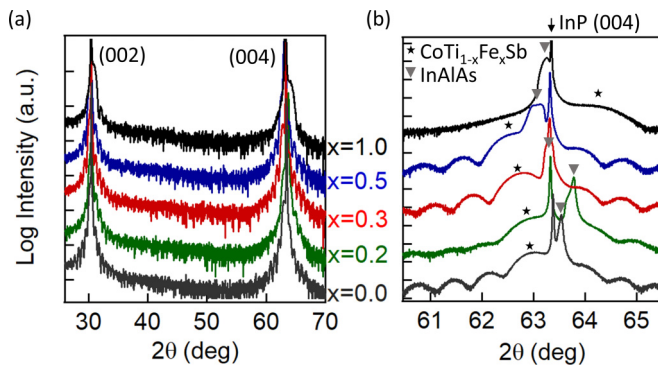 (a)
(002)
(004)
Log Intensity (a.u.)
x=1.0
x=0.5
x=0.3
x=0.2
x=0.0
30
40
50
60
70
2θ (deg)
(b)
InP (004)
CoTi₁₋ₓFeₓSb
InAlAs
61
62
63
64
65
2θ (deg)